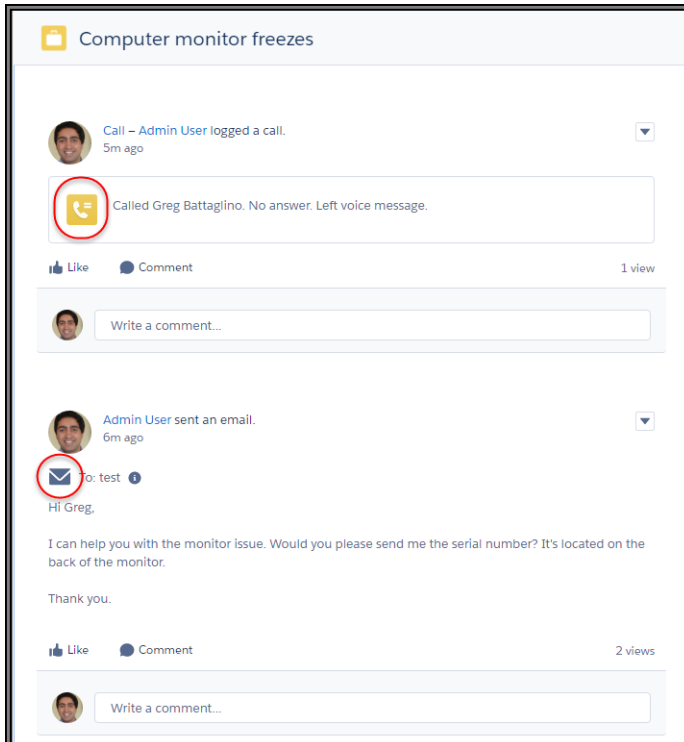 Computer monitor freezes
Call – Admin User logged a call.
5m ago
Called Greg Battaglino. No answer. Left voice message.
Like Comment 1 view
Write a comment...
Admin User sent an email.
6m ago
To: test
Hi Greg,
I can help you with the monitor issue. Would you please send me the serial number? It's located on the
back of the monitor.
Thank you.
Like Comment 2 views
Write a comment...